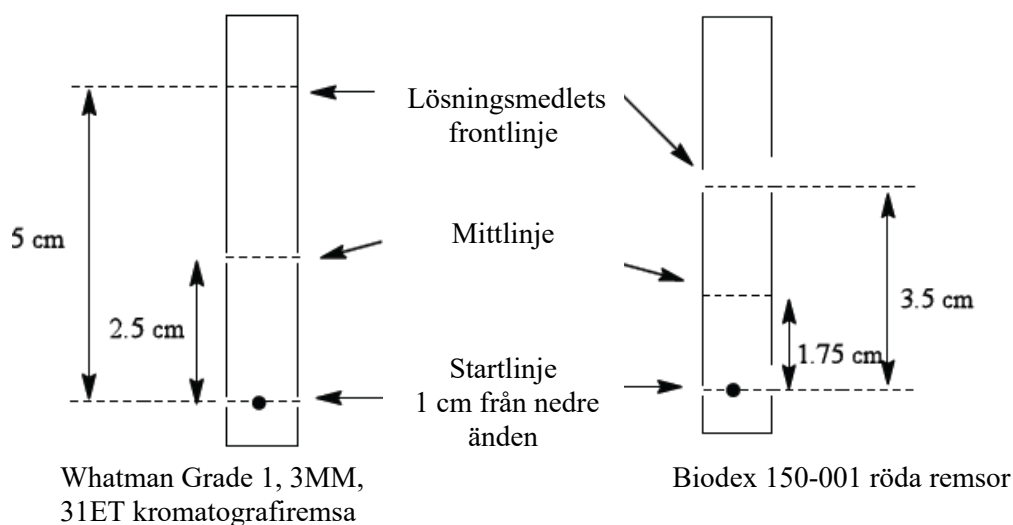 Lösningsmedlets
frontlinje
5 cm
Mittlinje
3.5 cm
2.5 cm
1.75 cm
Startlinje
1 cm från nedre
änden
Whatman Grade 1, 3MM,
31ET kromatografiremsa
Biodex 150-001 röda remsor